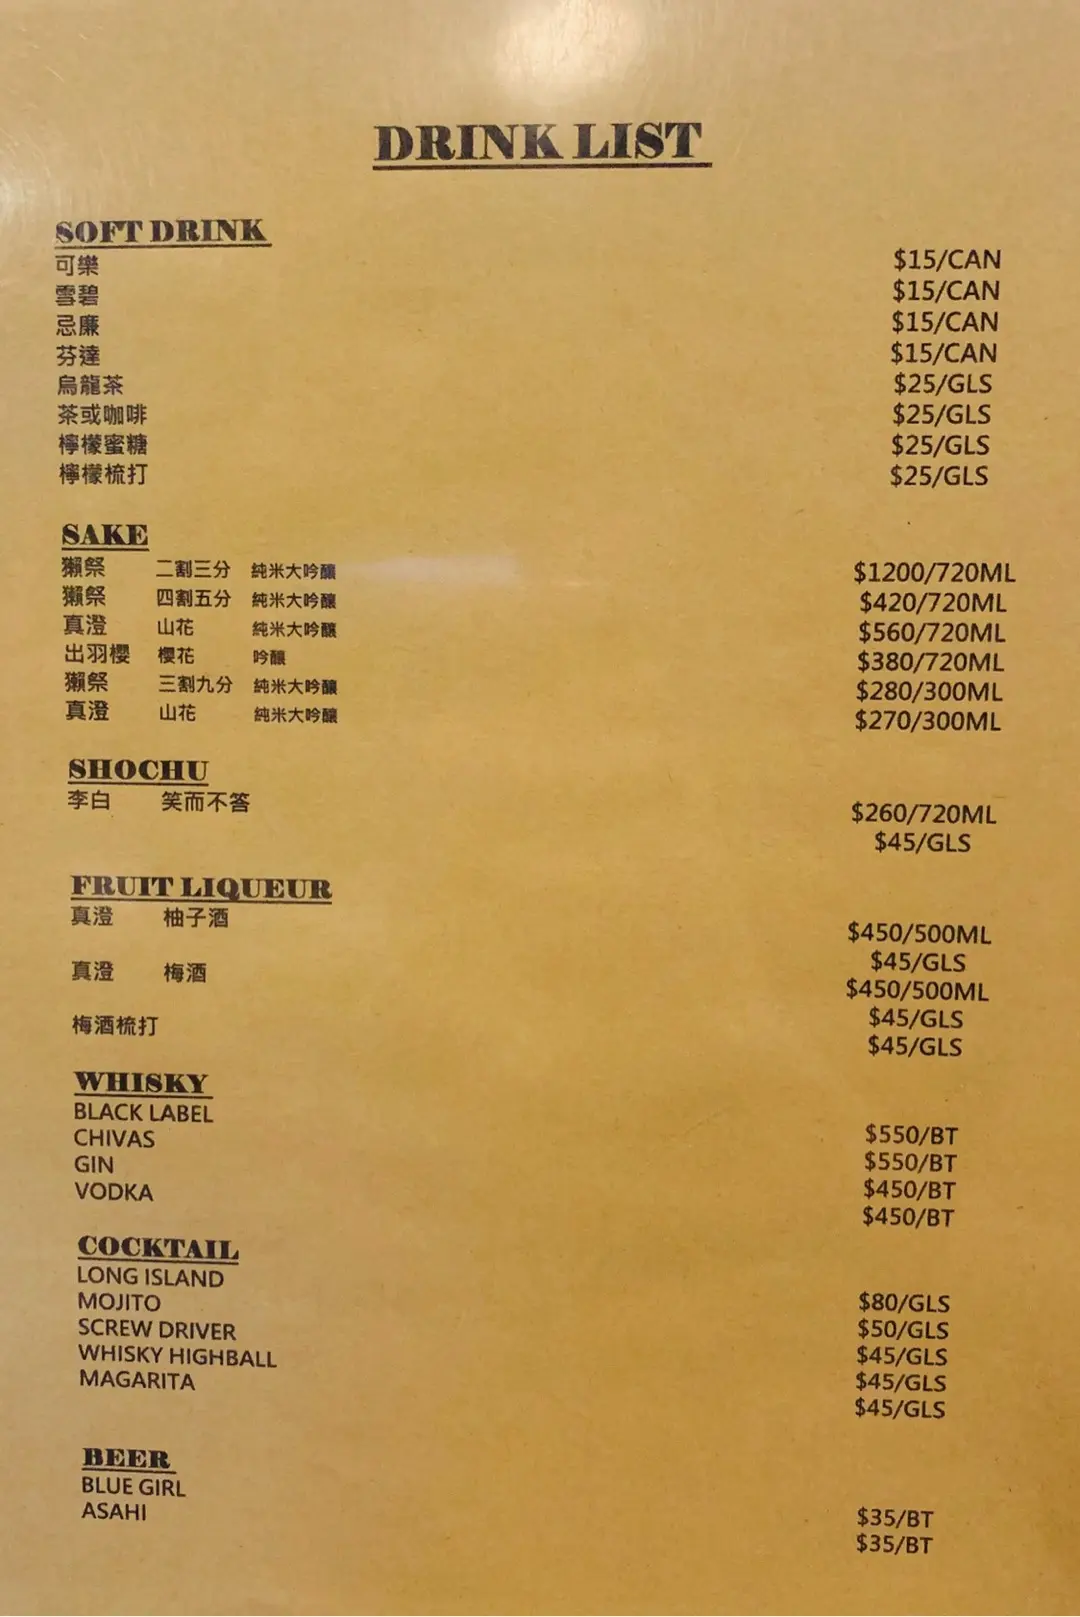 DRINK LIST
SOFT DRINK
可樂 $15/CAN
雪碧 $15/CAN
忌廉 $15/CAN
芬達 $15/CAN
烏龍茶 $25/GLS
茶或咖啡 $25/GLS
檸檬蜜糖 $25/GLS
檸檬梳打 $25/GLS
SAKE
獺祭 二割三分 純米大吟釀 $1200/720ML
獺祭 四割五分 純米大吟釀 $420/720ML
真澄 山花 純米大吟釀 $560/720ML
出羽櫻 櫻花 吟釀 $380/720ML
獺祭 三割九分 純米大吟釀 $280/300ML
真澄 山花 純米大吟釀 $270/300ML
SHOCHU
李白 笑而不答 $260/720ML
$45/GLS
FRUIT LIQUEUR
真澄 柚子酒 $450/500ML
$45/GLS
真澄 梅酒 $450/500ML
$45/GLS
梅酒梳打 $45/GLS
WHISKY
BLACK LABEL $550/BT
CHIVAS $550/BT
GIN $450/BT
VODKA $450/BT
COCKTAIL
LONG ISLAND $80/GLS
MOJITO $50/GLS
SCREW DRIVER $45/GLS
WHISKY HIGHBALL $45/GLS
MAGARITA $45/GLS
BEER
BLUE GIRL $35/BT
ASAHI $35/BT